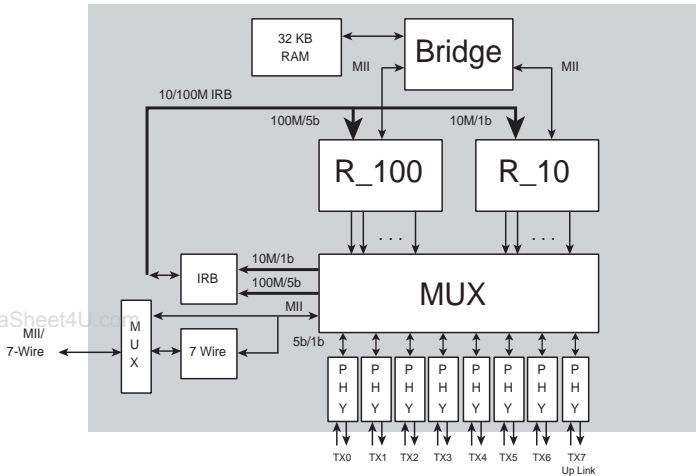 32 KB
RAM
Bridge
MII
MII
10/100M IRB
100M/5b
10M/1b
R_100
R_10
. . .
. . .
10M/1b
IRB
100M/5b
MUX
MII
aSheet4U.com
MII/
7-Wire
M
U
X
7 Wire
5b/1b
P
H
Y
P
H
Y
P
H
Y
P
H
Y
P
H
Y
P
H
Y
P
H
Y
P
H
Y
TX0
TX1
TX2
TX3
TX4
TX5
TX6
TX7
Up Link